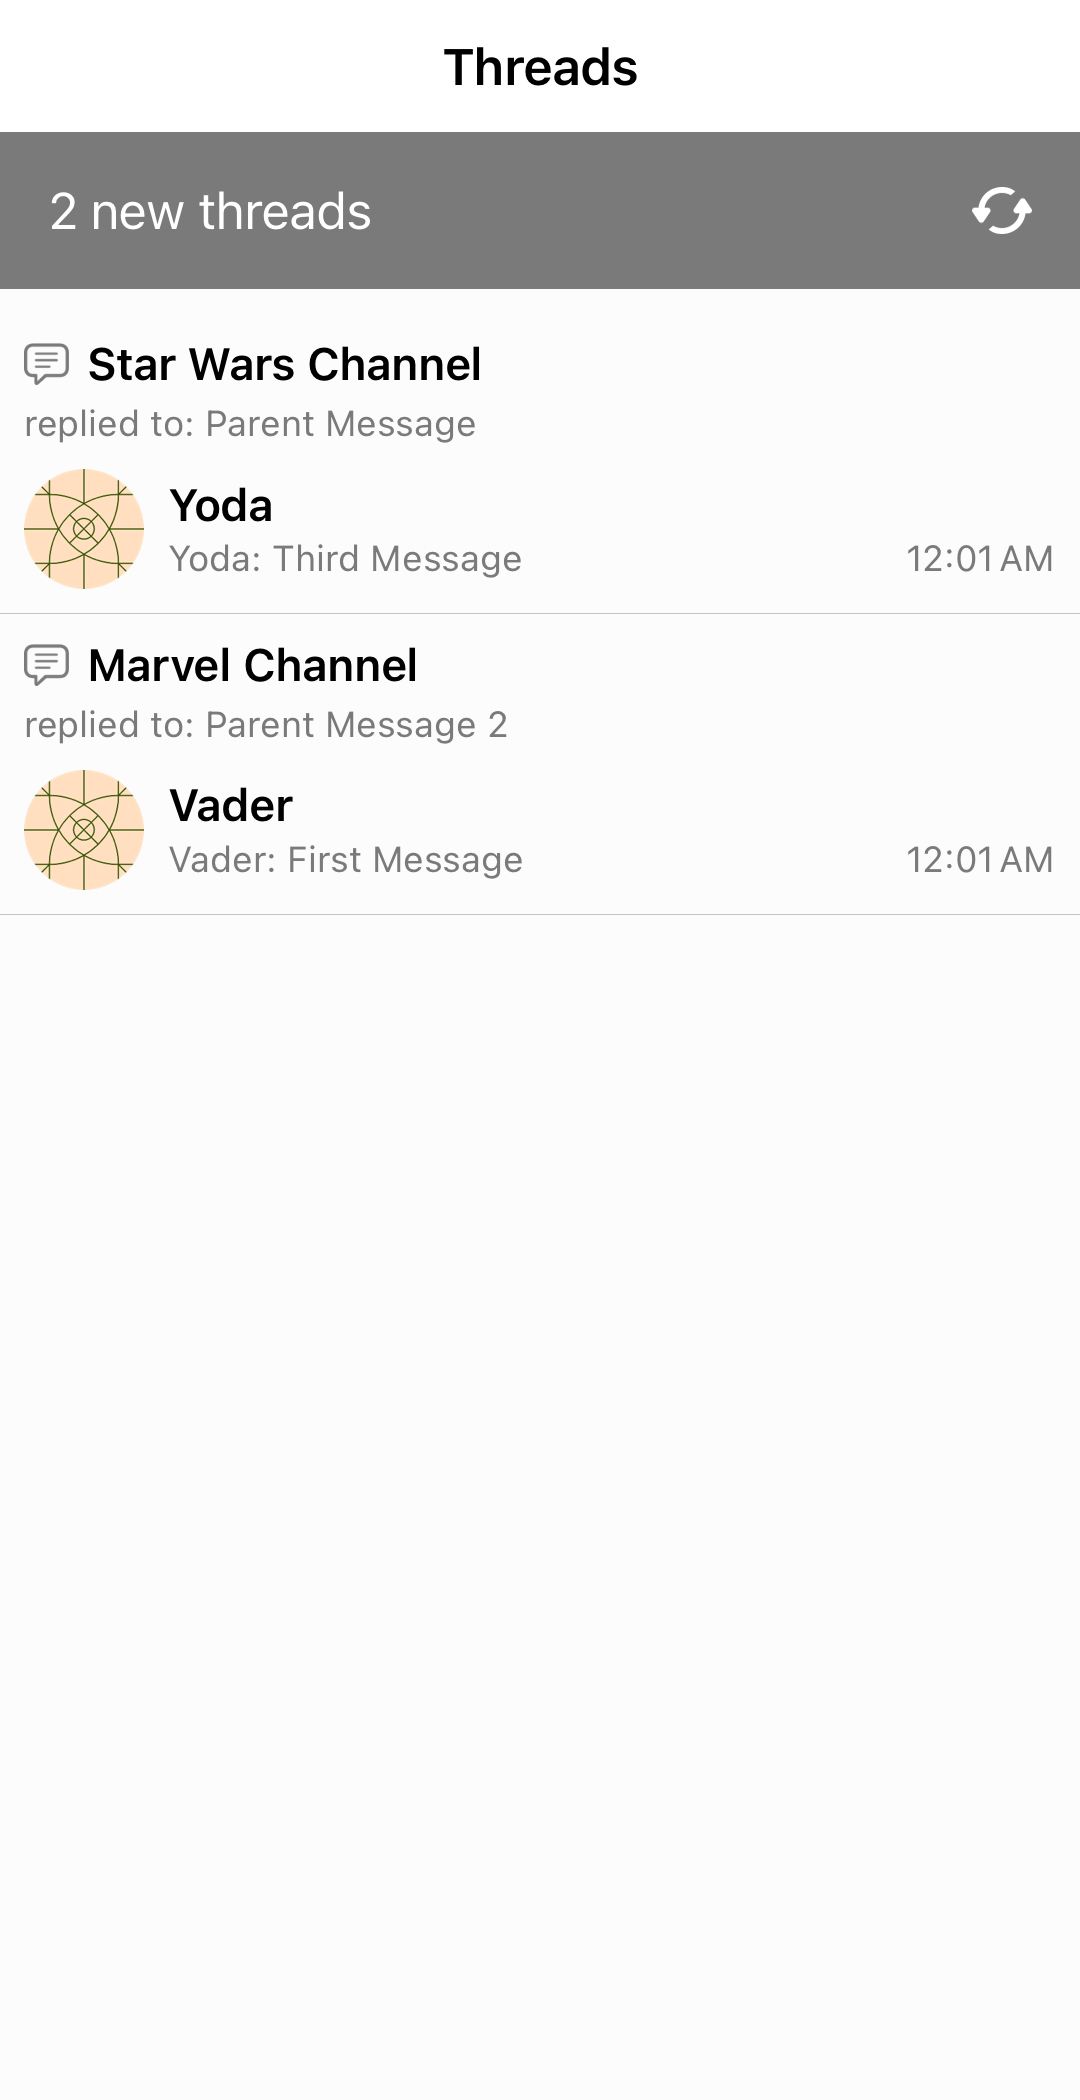 Threads
2 new threads
Star Wars Channel
replied to: Parent Message
Yoda
Yoda: Third Message 12:01 AM
Marvel Channel
replied to: Parent Message 2
Vader
Vader: First Message 12:01 AM